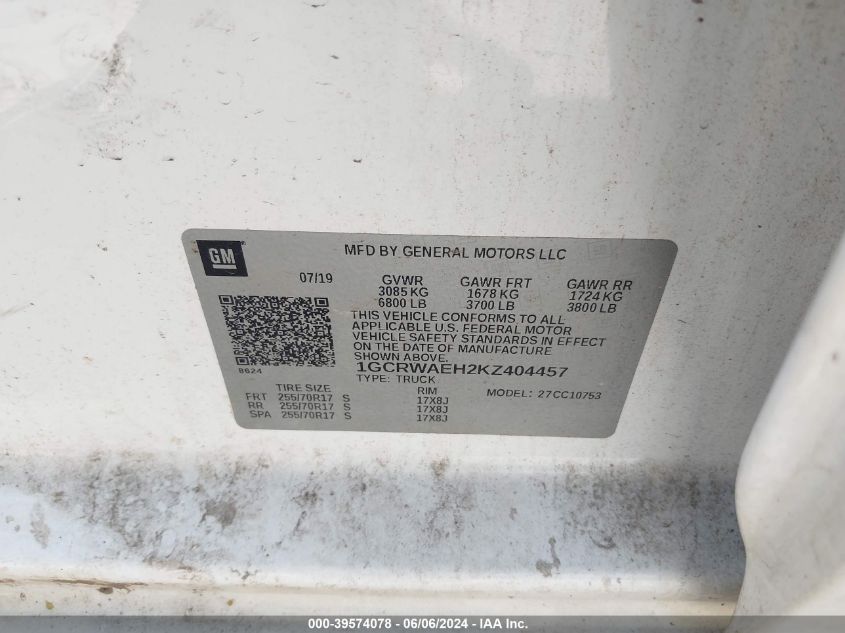 GM
MFD BY GENERAL MOTORS LLC
07/19 GVWR GAWR FRT GAWR RR
3085 KG 1678 KG 1724 KG
6800 LB 3700 LB 3800 LB
THIS VEHICLE CONFORMS TO ALL
APPLICABLE U.S. FEDERAL MOTOR
VEHICLE SAFETY STANDARDS IN EFFECT
ON THE DATE OF MANUFACTURE
SHOWN ABOVE.
8624
1GCRWAEH2KZ404457
TYPE: TRUCK
MODEL: 27CC10753
TIRE SIZE RIM
FRT 255/70R17 S 17X8J
RR 255/70R17 S 17X8J
SPA 255/70R17 S 17X8J
000-39574078 - 06/06/2024 - IAA Inc.